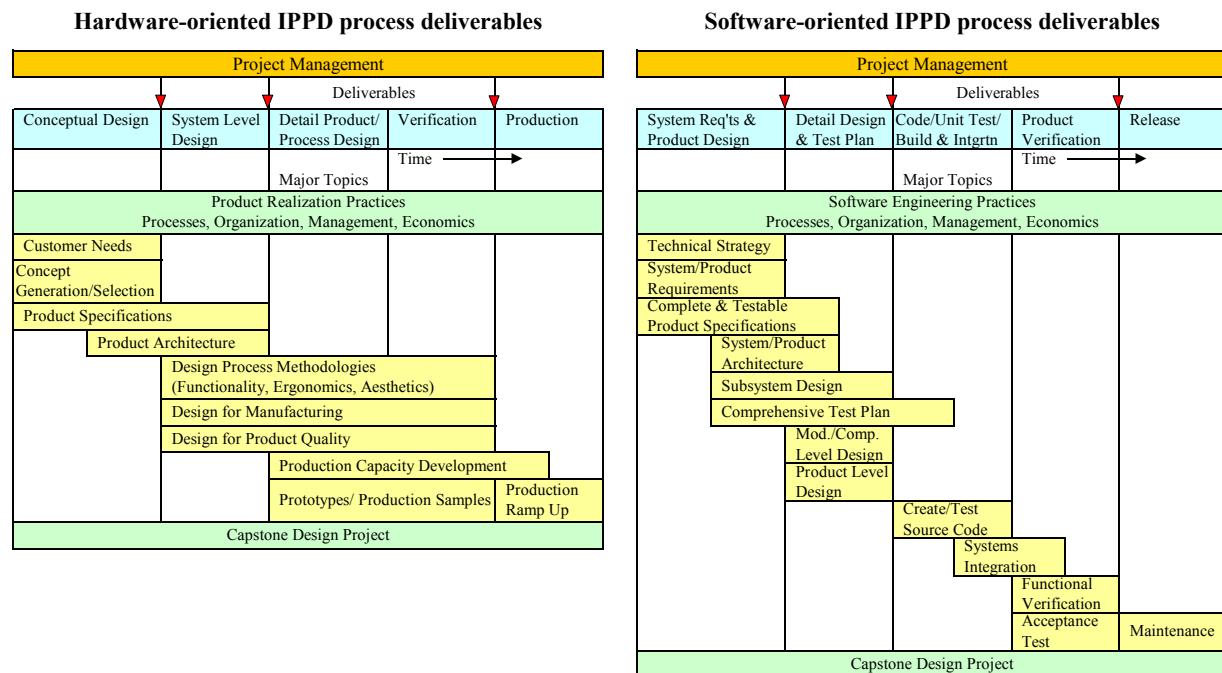 Hardware-oriented IPPD process deliverables
Project Management
Deliverables
Conceptual Design
System Level
Design
Detail Product/
Process Design
Verification
Production
Time
Major Topics
Product Realization Practices
Processes, Organization, Management, Economics
Customer Needs
Concept
Generation/Selection
Product Specifications
Product Architecture
Design Process Methodologies
(Functionality, Ergonomics, Aesthetics)
Design for Manufacturing
Design for Product Quality
Production Capacity Development
Prototypes/ Production Samples
Production
Ramp Up
Capstone Design Project
Software-oriented IPPD process deliverables
Project Management
Deliverables
System Req'ts &
Product Design
Detail Design
& Test Plan
Code/Unit Test/
Build & Intgrtn
Product
Verification
Release
Time
Major Topics
Software Engineering Practices
Processes, Organization, Management, Economics
Technical Strategy
System/Product
Requirements
Complete & Testable
Product Specifications
System/Product
Architecture
Subsystem Design
Comprehensive Test Plan
Mod./Comp.
Level Design
Product Level
Design
Create/Test
Source Code
Systems
Integration
Functional
Verification
Acceptance
Test
Maintenance
Capstone Design Project